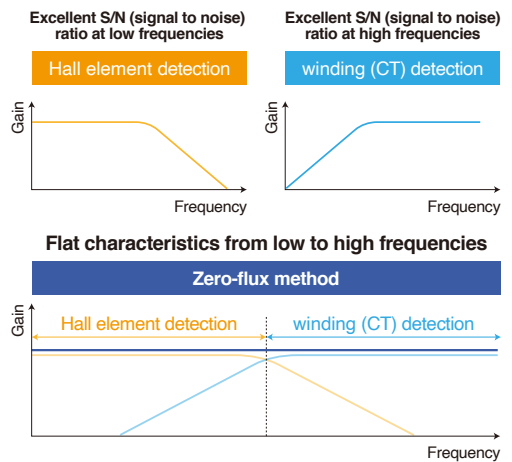 Excellent S/N (signal to noise)
ratio at low frequencies
Hall element detection
Gain
Frequency
Excellent S/N (signal to noise)
ratio at high frequencies
winding (CT) detection
Gain
Frequency
Flat characteristics from low to high frequencies
Zero-flux method
Gain
Hall element detection
winding (CT) detection
Frequency